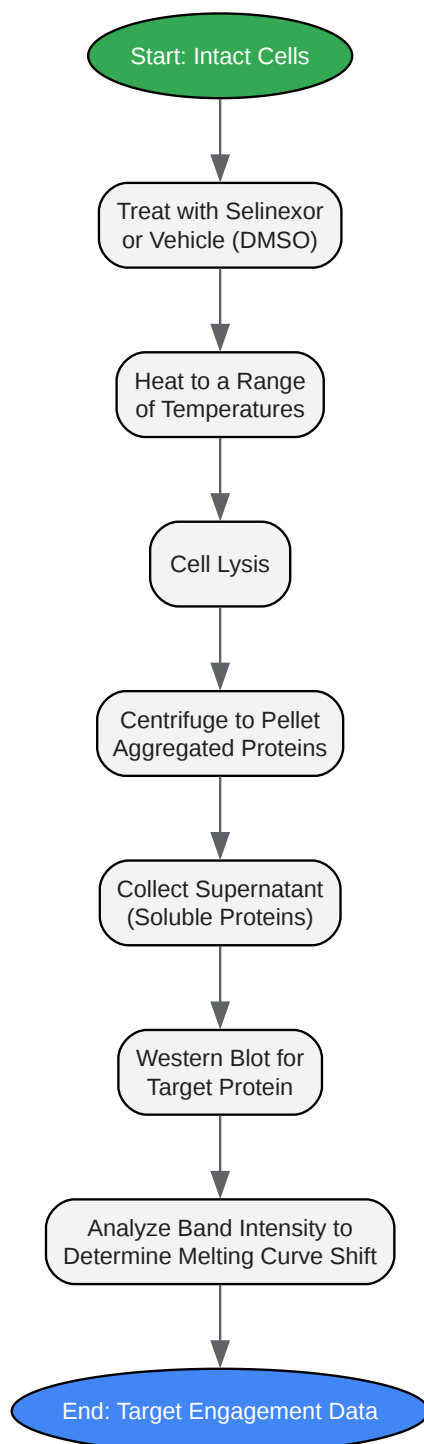 Start: Intact Cells
Treat with Selinexor
or Vehicle (DMSO)
Heat to a Range
of Temperatures
Cell Lysis
Centrifuge to Pellet
Aggregated Proteins
Collect Supernatant
(Soluble Proteins)
Western Blot for
Target Protein
Analyze Band Intensity to
Determine Melting Curve Shift
End: Target Engagement Data